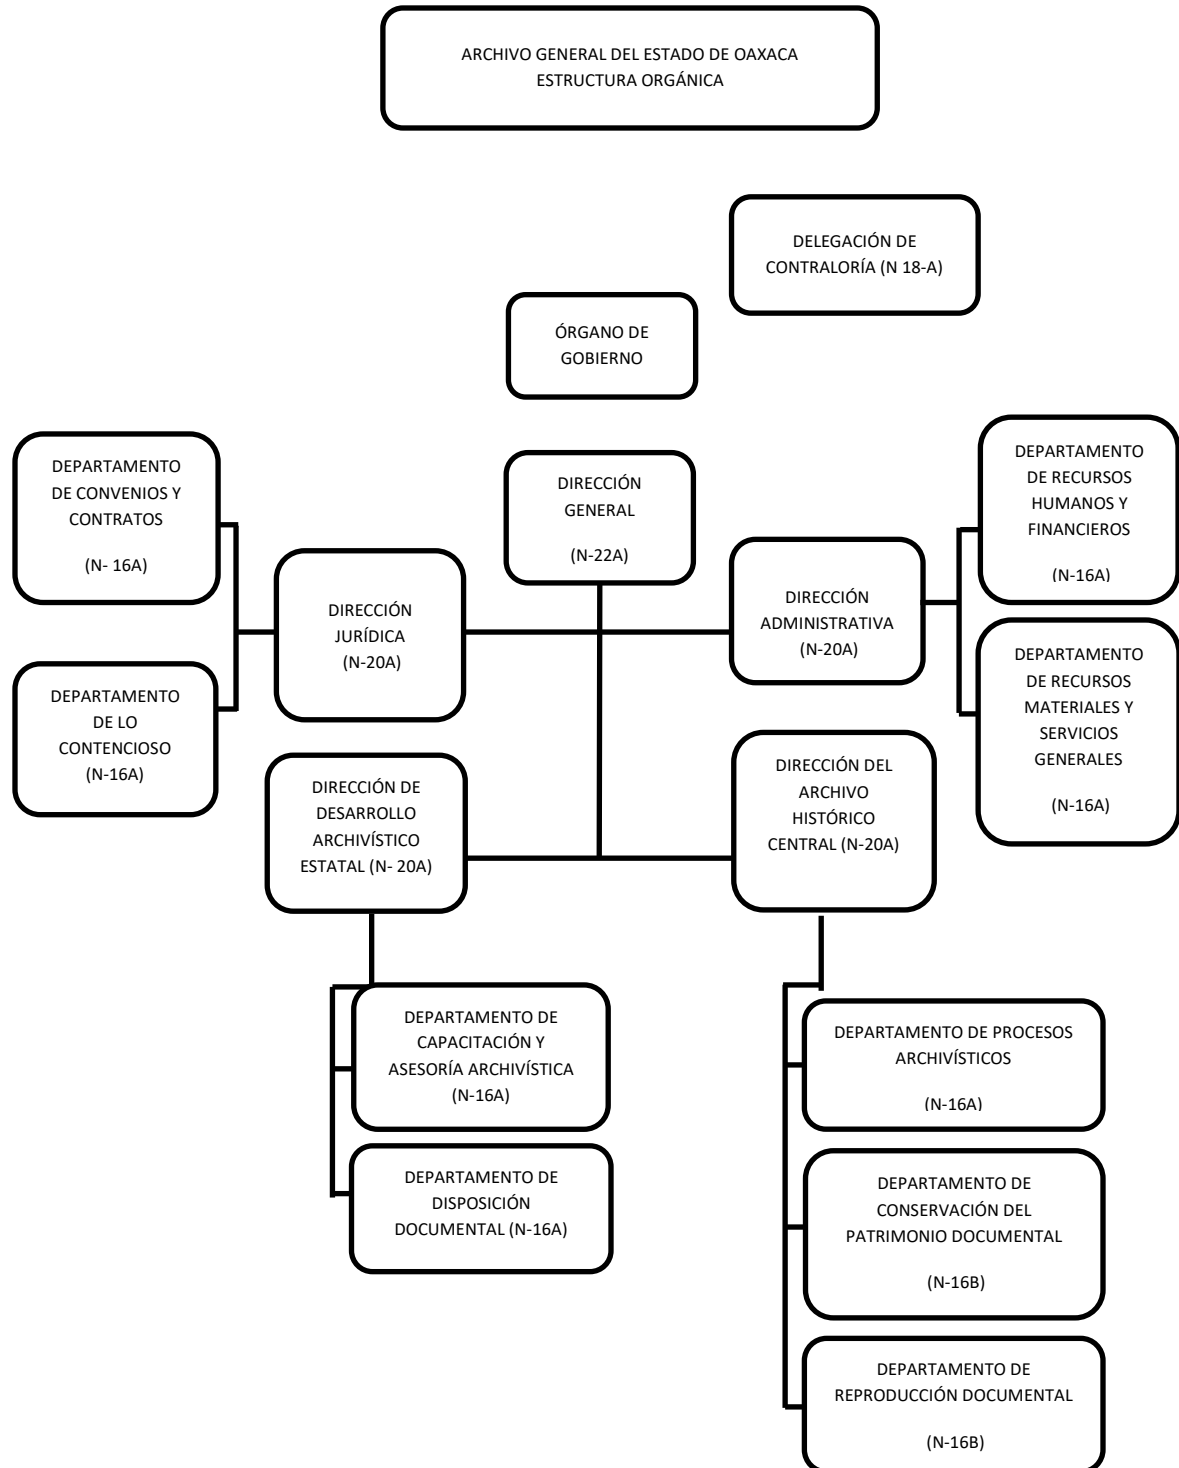 ARCHIVO GENERAL DEL ESTADO DE OAXACA
ESTRUCTURA ORGÁNICA
DELEGACIÓN DE
CONTRALORÍA (N 18-A)
ÓRGANO DE
GOBIERNO
DIRECCIÓN
GENERAL
(N-22A)
DEPARTAMENTO
DE CONVENIOS Y
CONTRATOS
(N- 16A)
DEPARTAMENTO
DE LO
CONTENCIOSO
(N-16A)
DIRECCIÓN
JURÍDICA
(N-20A)
DIRECCIÓN
ADMINISTRATIVA
(N-20A)
DEPARTAMENTO
DE RECURSOS
HUMANOS Y
FINANCIEROS
(N-16A)
DEPARTAMENTO
DE RECURSOS
MATERIALES Y
SERVICIOS
GENERALES
(N-16A)
DIRECCIÓN DE
DESARROLLO
ARCHIVÍSTICO
ESTATAL (N- 20A)
DIRECCIÓN DEL
ARCHIVO
HISTÓRICO
CENTRAL (N-20A)
DEPARTAMENTO DE
CAPACITACIÓN Y
ASESORÍA ARCHIVÍSTICA
(N-16A)
DEPARTAMENTO DE
DISPOSICIÓN
DOCUMENTAL (N-16A)
DEPARTAMENTO DE PROCESOS
ARCHIVÍSTICOS
(N-16A)
DEPARTAMENTO DE
CONSERVACIÓN DEL
PATRIMONIO DOCUMENTAL
(N-16B)
DEPARTAMENTO DE
REPRODUCCIÓN DOCUMENTAL
(N-16B)